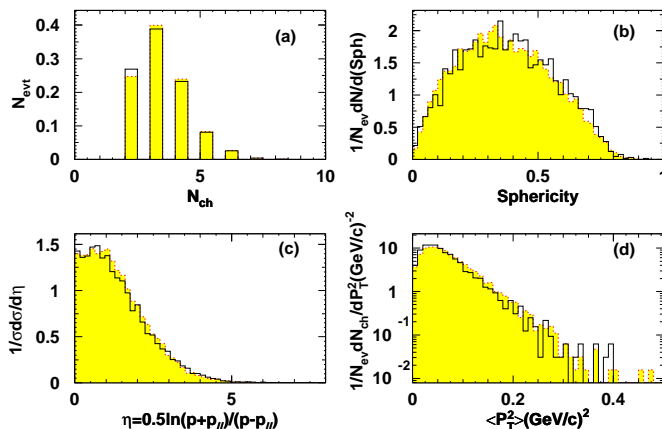 (a)
N_evt
0.4
0.3
0.2
0.1
0
0 5 10
N_ch
(b)
1/N_ev dN/d(Sph)
2
1.5
1
0.5
0
0 0.5 1
Sphericity
(c)
1/σdσ/dη
1.5
1
0.5
0
0 5
η=0.5ln(p+p_//)/(p-p_//)
(d)
1/N_ev dN_ch/dP_T^2(GeV/c)^-2
10
1
10^-1
10^-2
0 0.2 0.4
<P_T^2>(GeV/c)^2